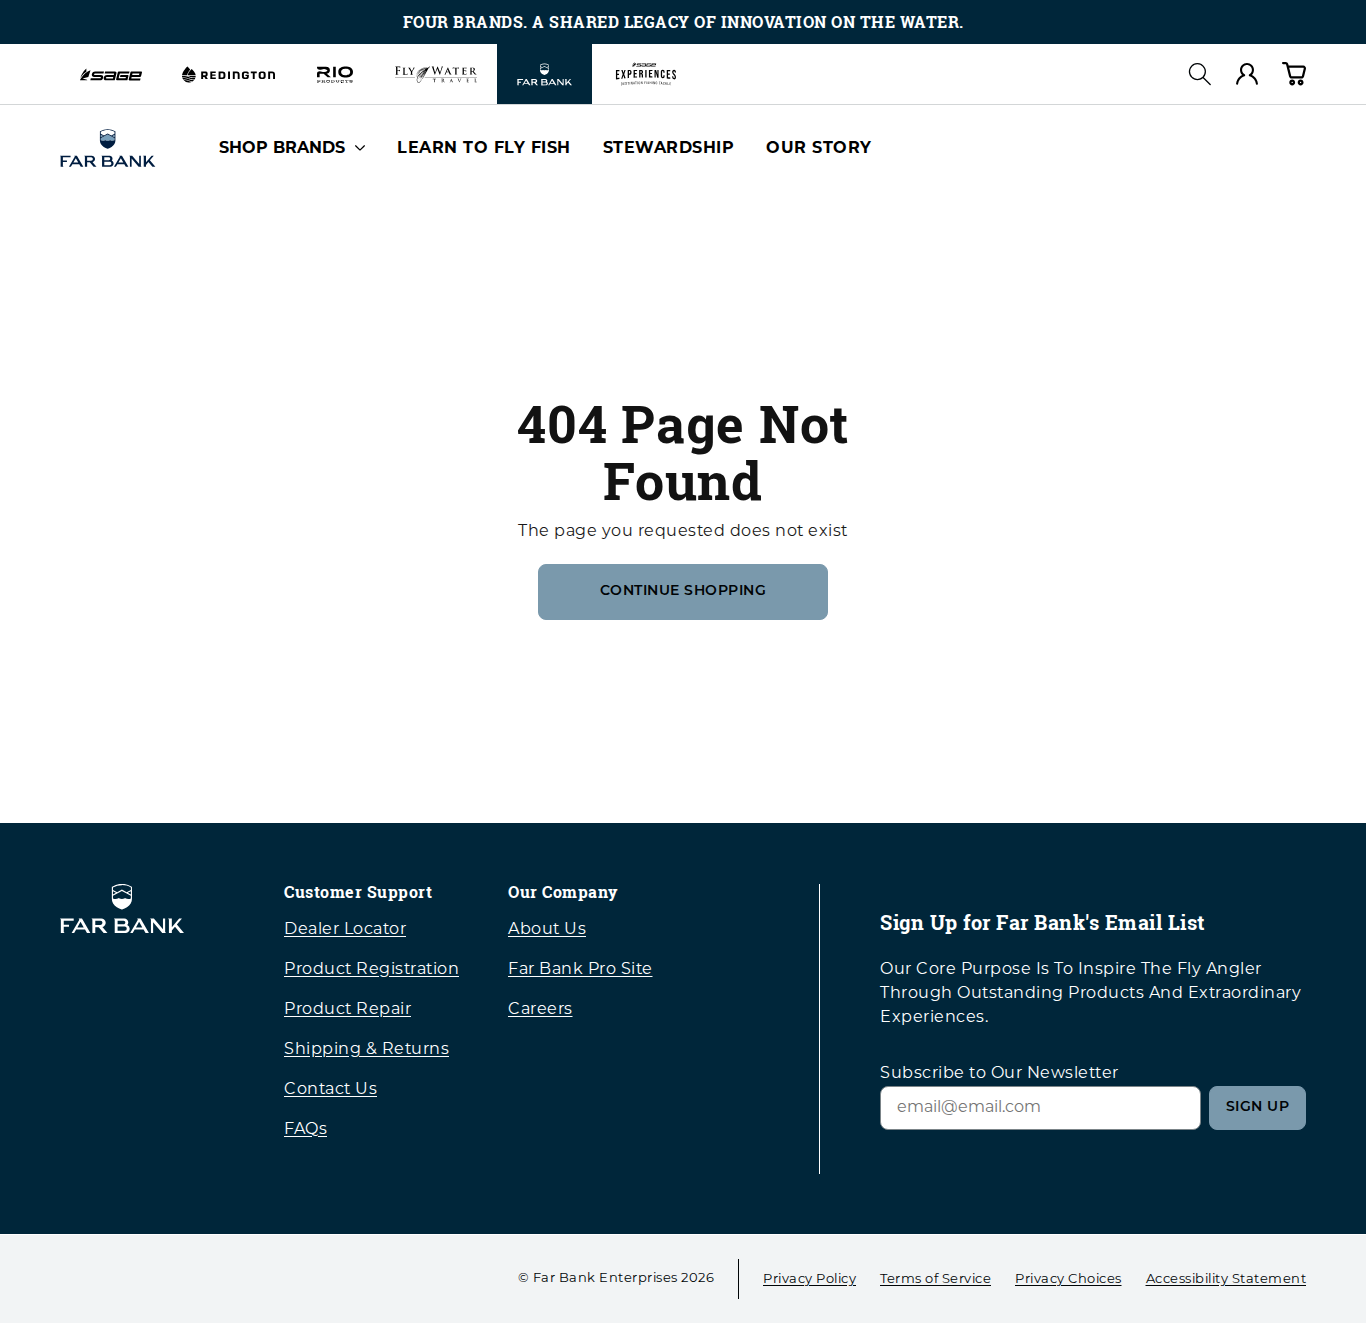 FOUR BRANDS. A SHARED LEGACY OF INNOVATION ON THE WATER.
SAGE
REDINGTON
RIO
PRODUCTS
FLY WATER
TRAVEL
FAR BANK
SAGE
EXPERIENCES
FAR BANK
SHOP BRANDS
LEARN TO FLY FISH
STEWARDSHIP
OUR STORY
404 Page Not
Found
The page you requested does not exist
CONTINUE SHOPPING
FAR BANK
Customer Support
Dealer Locator
Product Registration
Product Repair
Shipping & Returns
Contact Us
FAQs
Our Company
About Us
Far Bank Pro Site
Careers
Sign Up for Far Bank's Email List
Our Core Purpose Is To Inspire The Fly Angler
Through Outstanding Products And Extraordinary
Experiences.
Subscribe to Our Newsletter
email@email.com
SIGN UP
© Far Bank Enterprises 2026
Privacy Policy
Terms of Service
Privacy Choices
Accessibility Statement